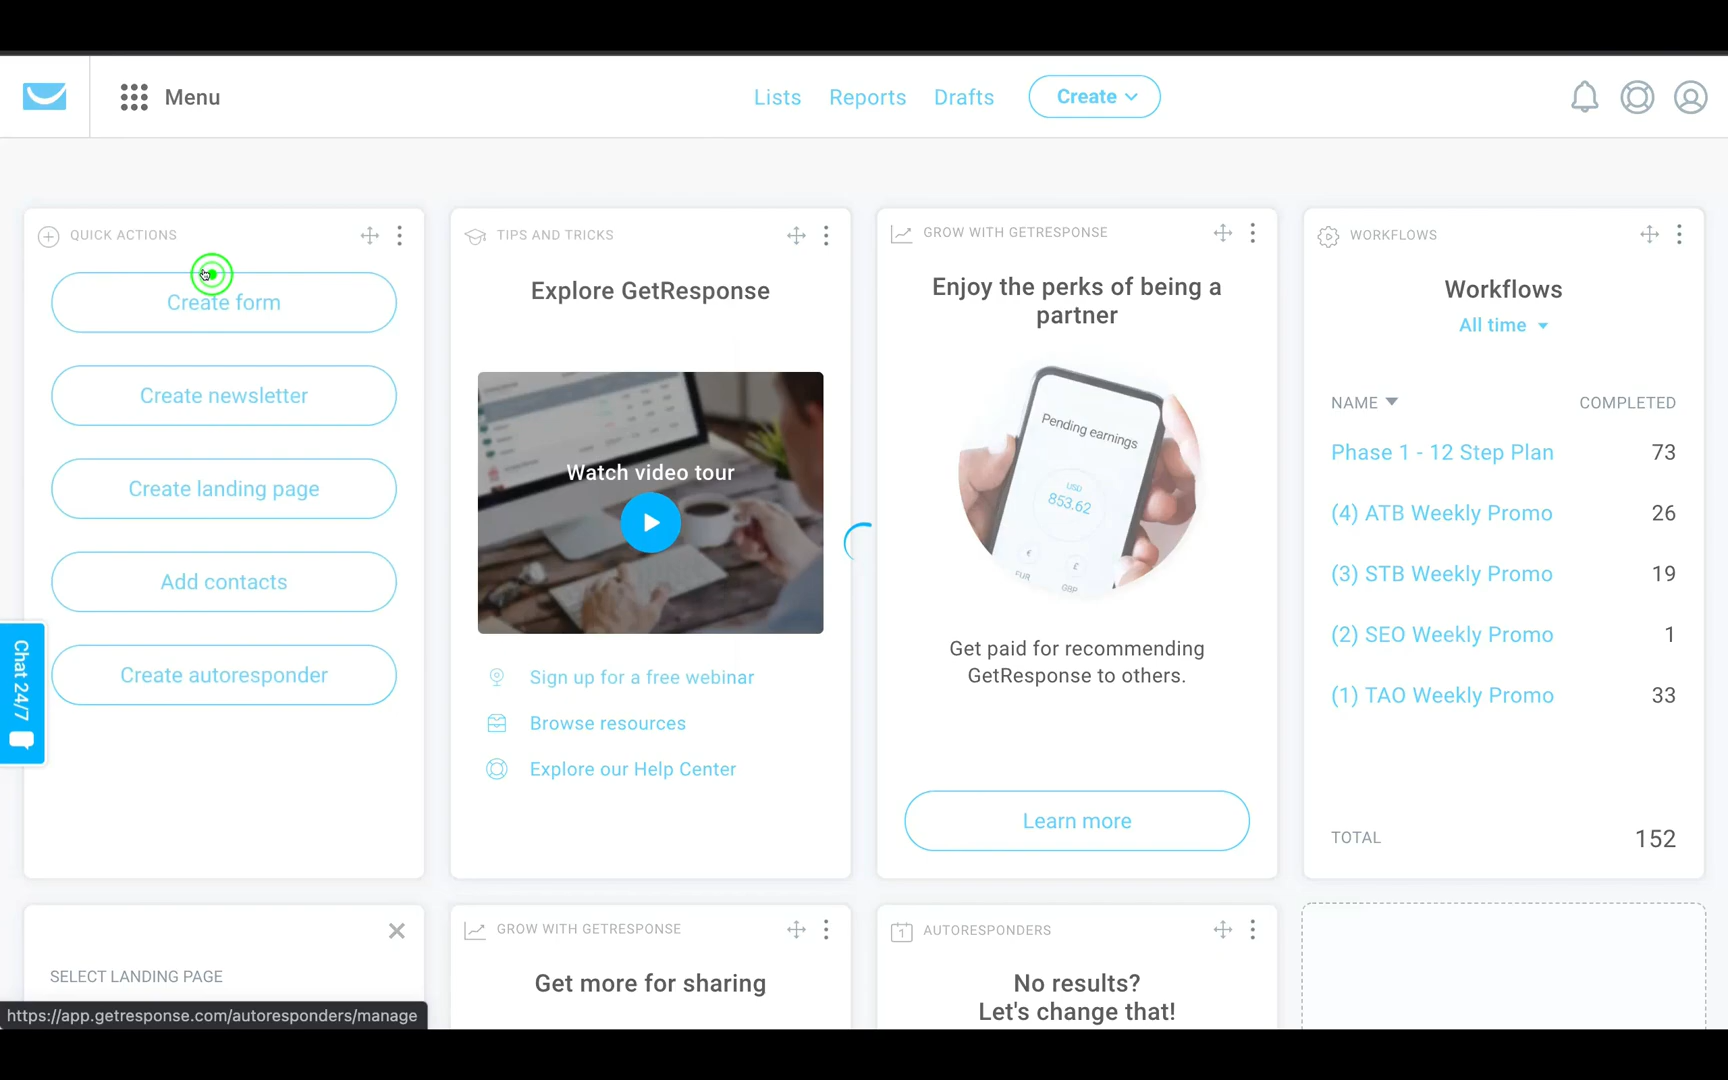 Menu
Lists
Reports
Drafts
Create
QUICK ACTIONS
Create form
Create newsletter
Create landing page
Add contacts
Create autoresponder
Chat 24/7
TIPS AND TRICKS
Explore GetResponse
Watch video tour
Sign up for a free webinar
Browse resources
Explore our Help Center
GROW WITH GETRESPONSE
Enjoy the perks of being a
partner
Pending earnings
USD
853.62
€
EUR
£
GBP
Get paid for recommending
GetResponse to others.
Learn more
WORKFLOWS
Workflows
All time
NAME COMPLETED
Phase 1 - 12 Step Plan 73
(4) ATB Weekly Promo 26
(3) STB Weekly Promo 19
(2) SEO Weekly Promo 1
(1) TAO Weekly Promo 33
TOTAL 152
SELECT LANDING PAGE
GROW WITH GETRESPONSE
Get more for sharing
1
AUTORESPONDERS
No results?
Let's change that!
https://app.getresponse.com/autoresponders/manage